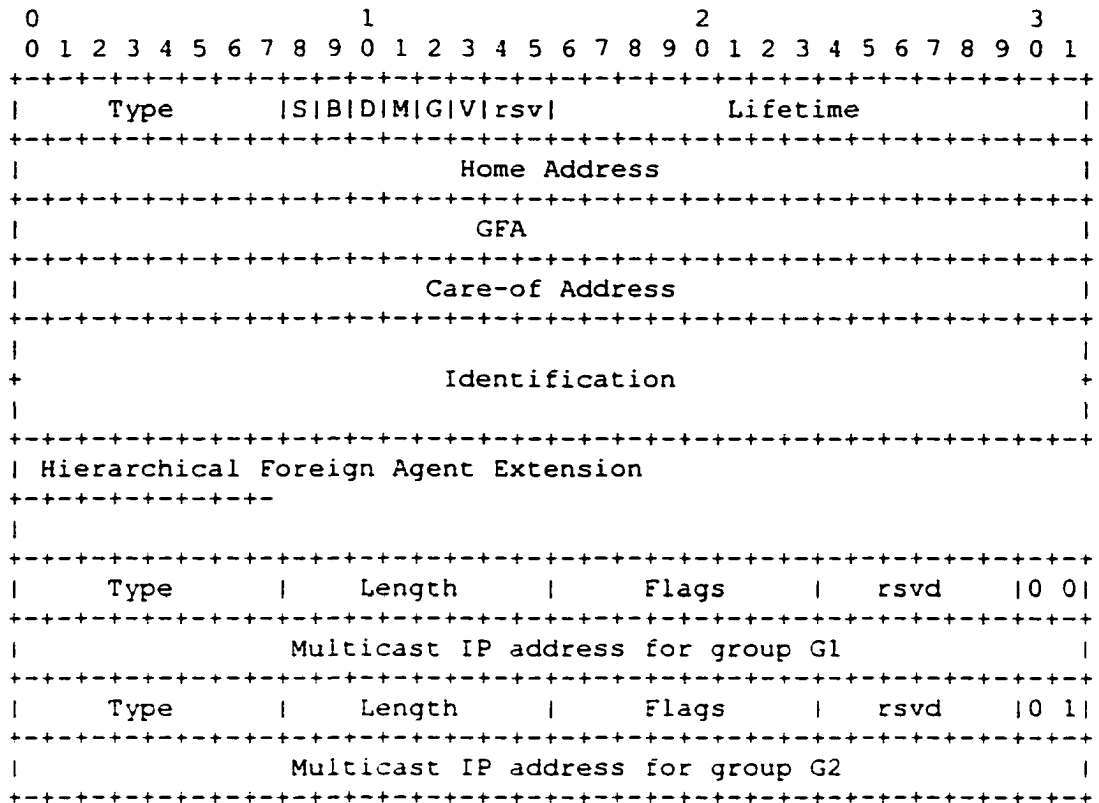 0                   1                   2                   3
 0 1 2 3 4 5 6 7 8 9 0 1 2 3 4 5 6 7 8 9 0 1 2 3 4 5 6 7 8 9 0 1
+-+-+-+-+-+-+-+-+-+-+-+-+-+-+-+-+-+-+-+-+-+-+-+-+-+-+-+-+-+-+-+-+
|     Type      |S|B|D|M|G|V|rsv|          Lifetime             |
+-+-+-+-+-+-+-+-+-+-+-+-+-+-+-+-+-+-+-+-+-+-+-+-+-+-+-+-+-+-+-+-+
|                          Home Address                         |
+-+-+-+-+-+-+-+-+-+-+-+-+-+-+-+-+-+-+-+-+-+-+-+-+-+-+-+-+-+-+-+-+
|                           GFA                                 |
+-+-+-+-+-+-+-+-+-+-+-+-+-+-+-+-+-+-+-+-+-+-+-+-+-+-+-+-+-+-+-+-+
|                        Care-of Address                        |
+-+-+-+-+-+-+-+-+-+-+-+-+-+-+-+-+-+-+-+-+-+-+-+-+-+-+-+-+-+-+-+-+
|                                                               |
+                         Identification                        +
|                                                               |
+-+-+-+-+-+-+-+-+-+-+-+-+-+-+-+-+-+-+-+-+-+-+-+-+-+-+-+-+-+-+-+-+
| Hierarchical Foreign Agent Extension
+-+-+-+-+-+-+-+-
|
+-+-+-+-+-+-+-+-+-+-+-+-+-+-+-+-+-+-+-+-+-+-+-+-+-+-+-+-+-+-+-+-+
|     Type      |    Length     |     Flags     |   rsvd    |0 0|
+-+-+-+-+-+-+-+-+-+-+-+-+-+-+-+-+-+-+-+-+-+-+-+-+-+-+-+-+-+-+-+-+
|                Multicast IP address for group G1              |
+-+-+-+-+-+-+-+-+-+-+-+-+-+-+-+-+-+-+-+-+-+-+-+-+-+-+-+-+-+-+-+-+
|     Type      |    Length     |     Flags     |   rsvd    |0 1|
+-+-+-+-+-+-+-+-+-+-+-+-+-+-+-+-+-+-+-+-+-+-+-+-+-+-+-+-+-+-+-+-+
|                Multicast IP address for group G2              |
+-+-+-+-+-+-+-+-+-+-+-+-+-+-+-+-+-+-+-+-+-+-+-+-+-+-+-+-+-+-+-+-+